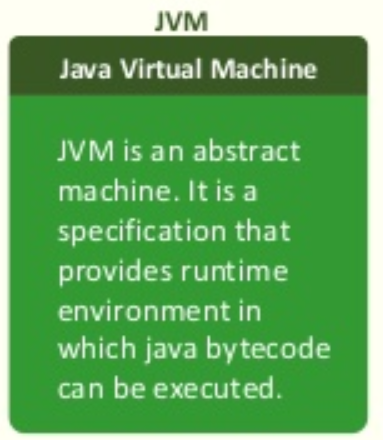 JVM
Java Virtual Machine
JVM is an abstract
machine. It is a
specification that
provides runtime
environment in
which java bytecode
can be executed.